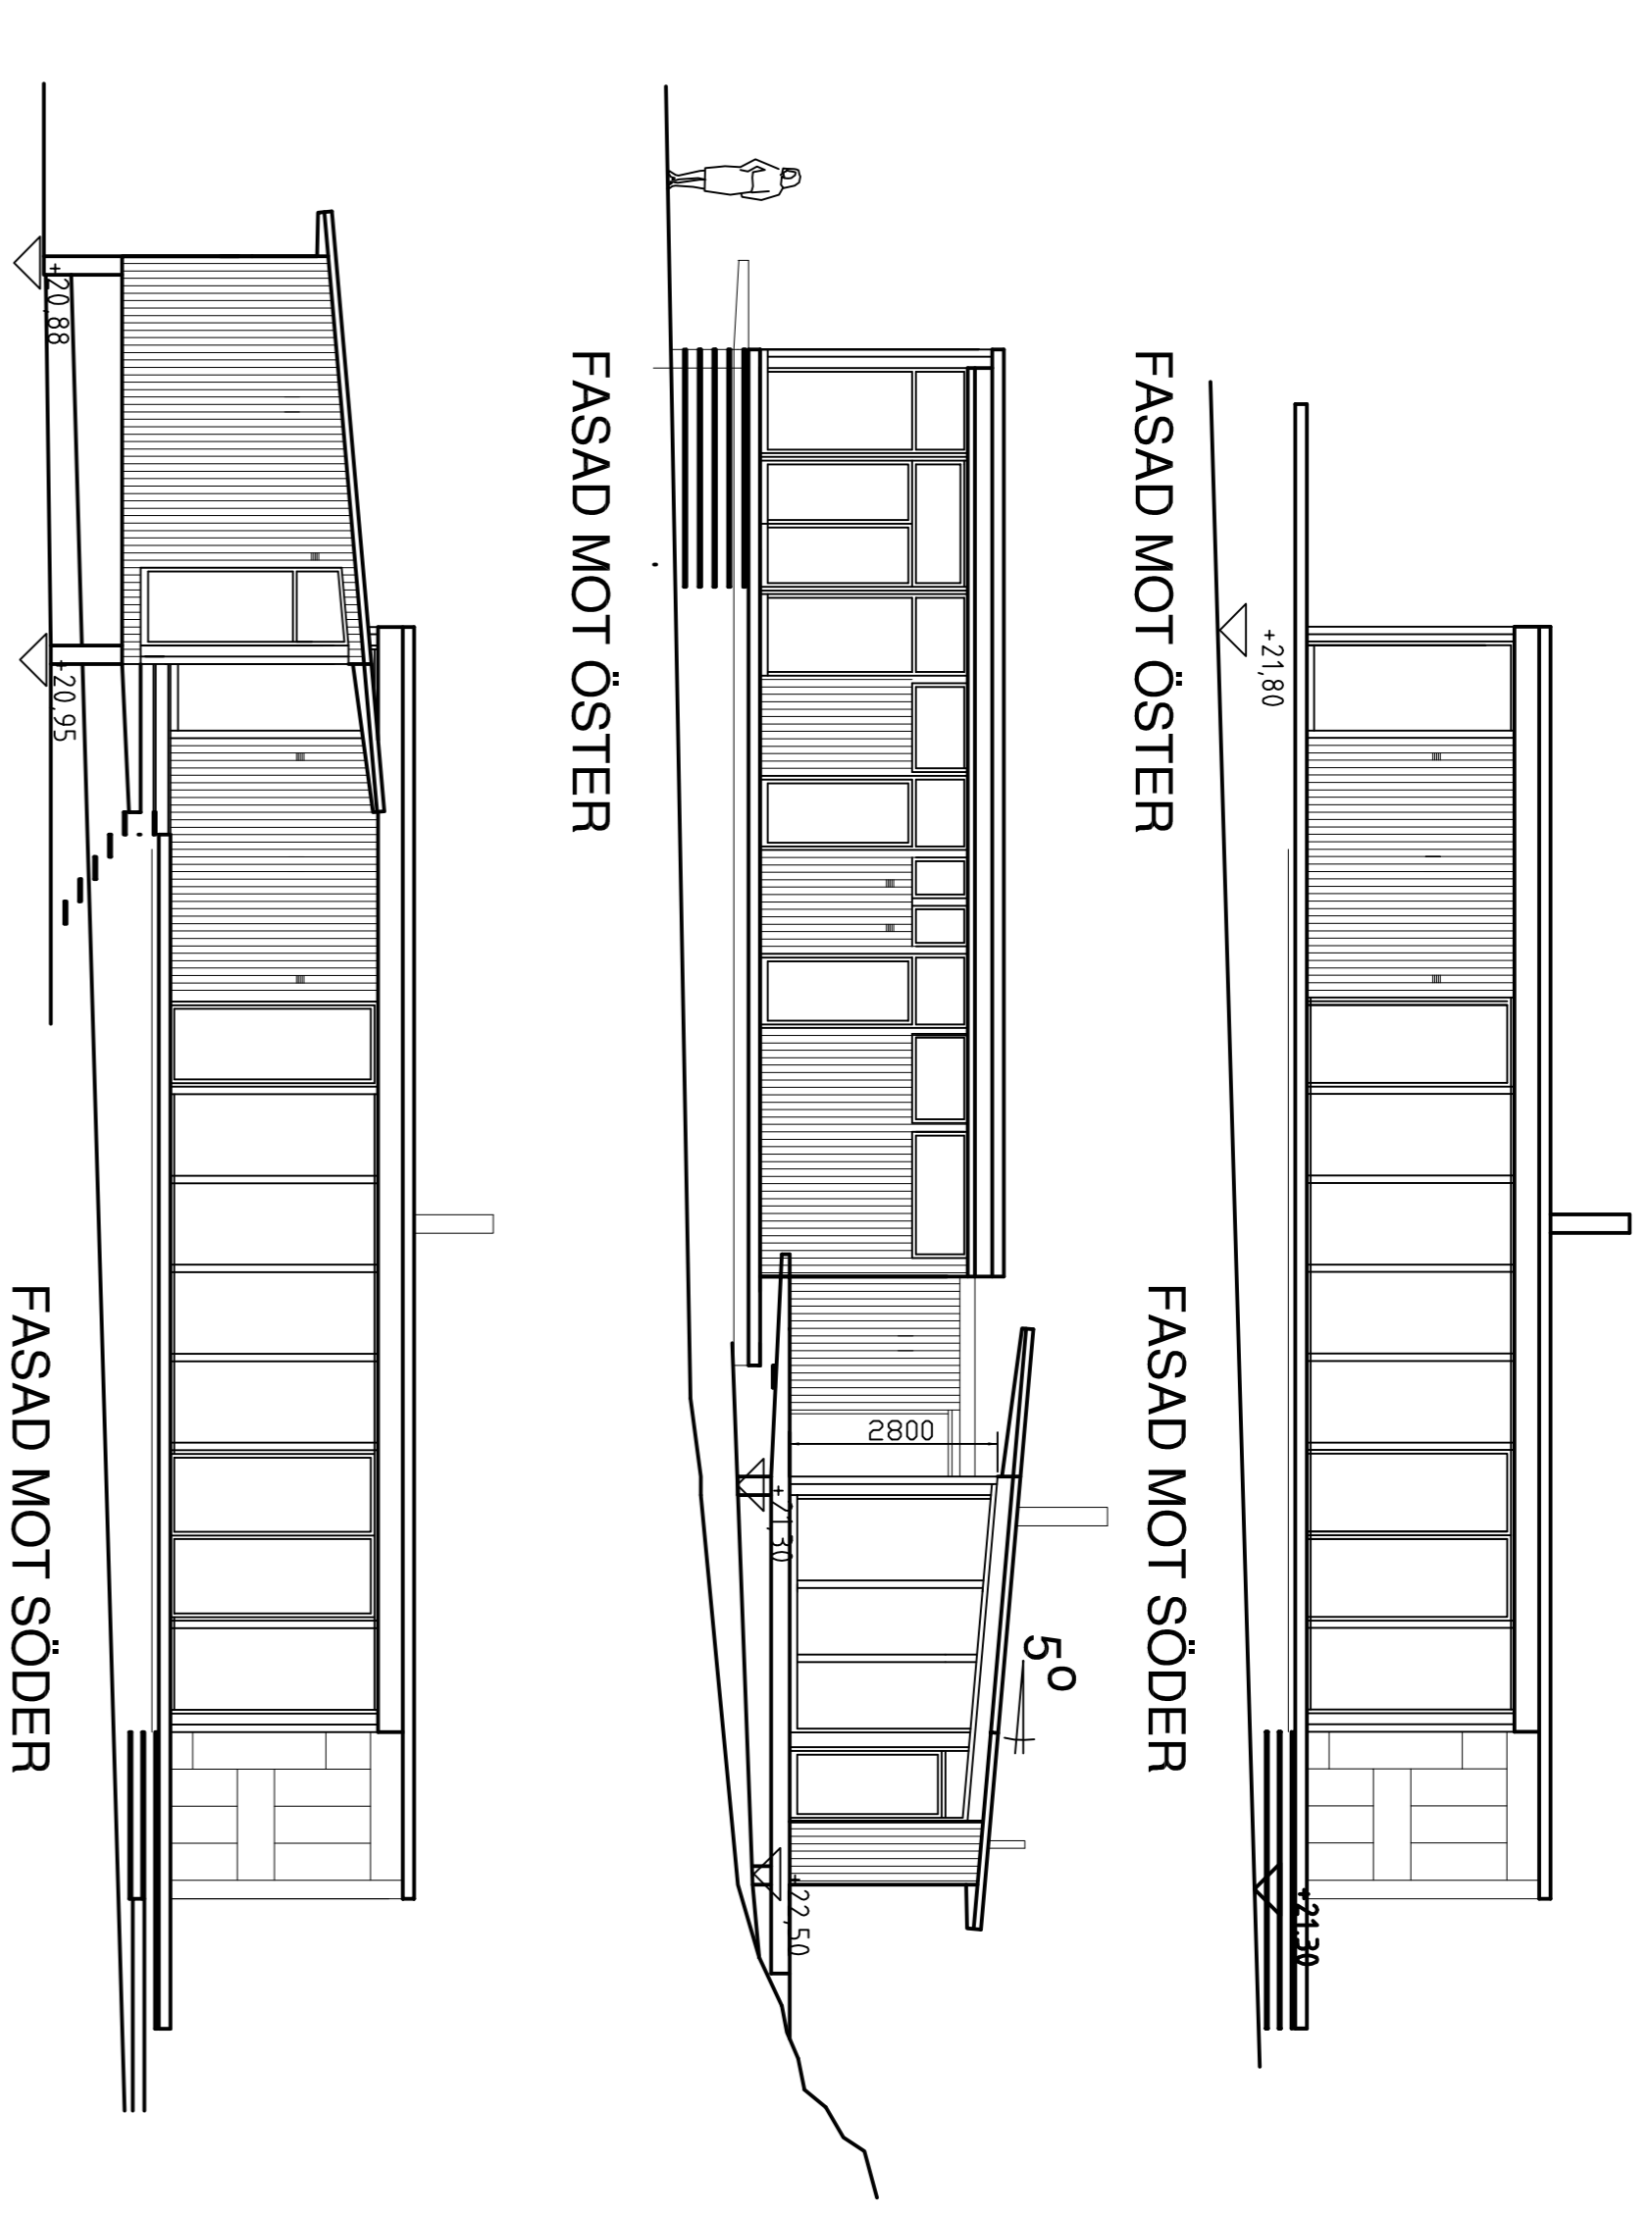 +21,80
+21.30
FASAD MOT ÖSTER
FASAD MOT SÖDER
5º
2800
+21,30
+22,50
FASAD MOT ÖSTER
+20,88
+20,95
FASAD MOT SÖDER